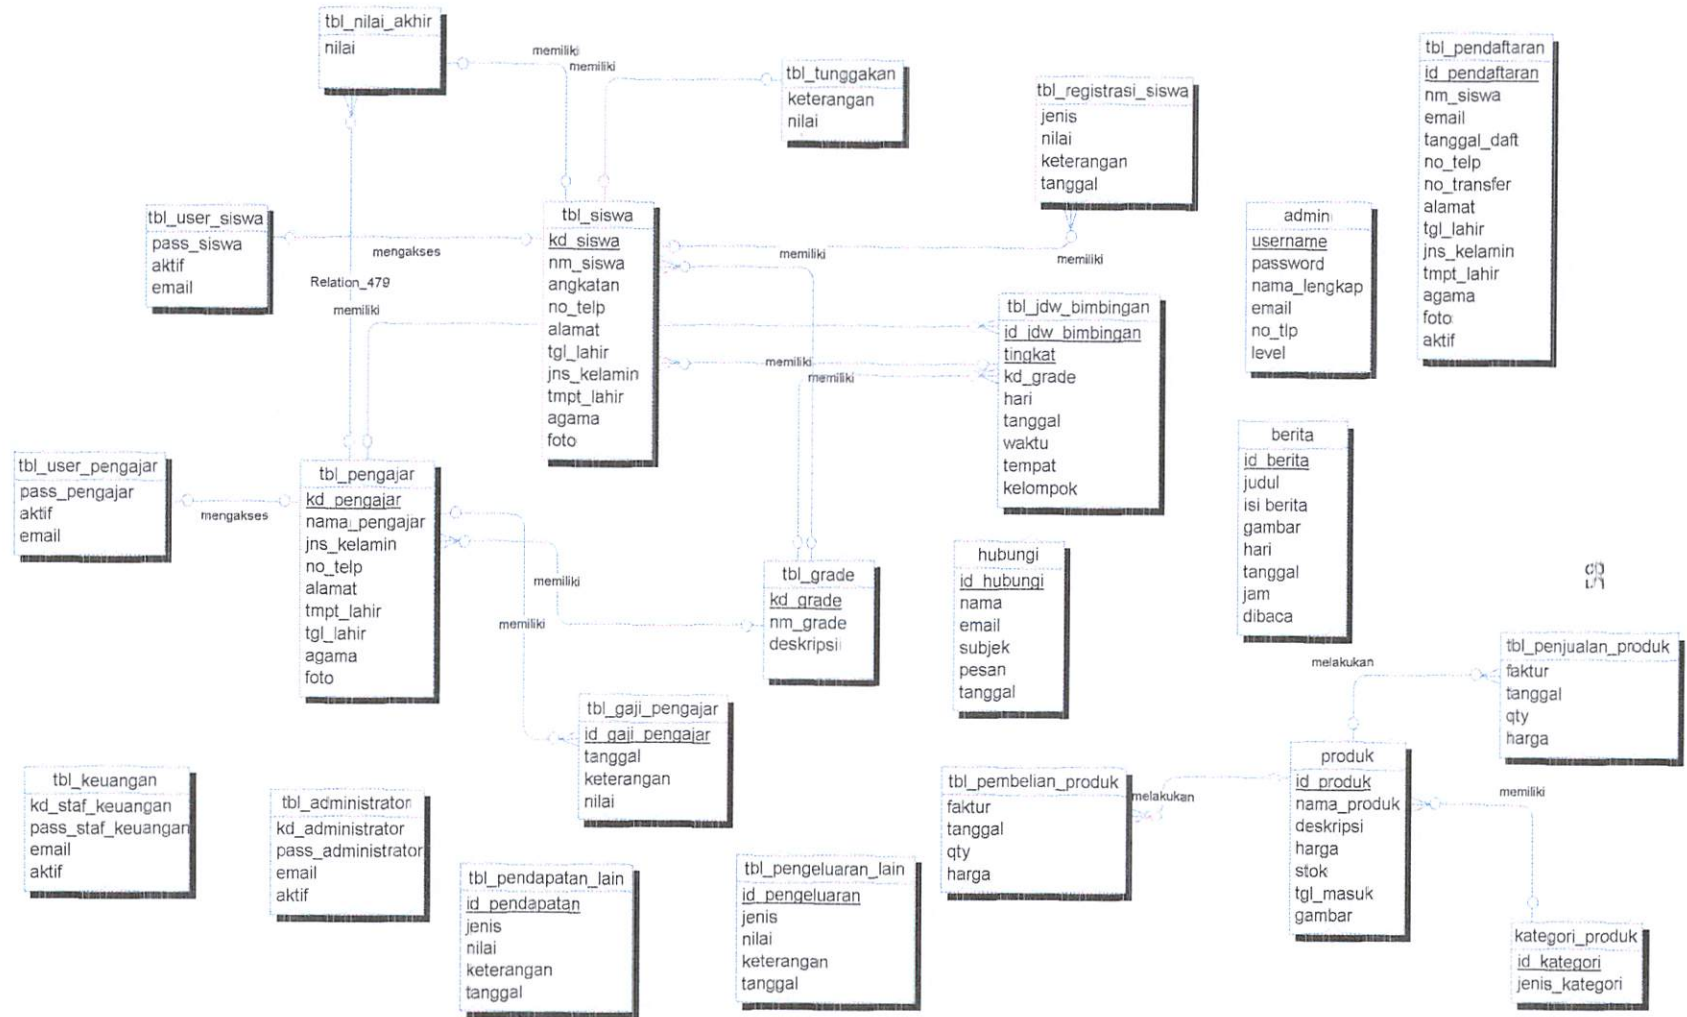 tbl_nilai_akhir
nilai
memiliki
memiliki
tbl_tunggakan
keterangan
nilai
tbl_registrasi_siswa
jenis
nilai
keterangan
tanggal
tbl_pendaftaran
id_pendaftaran
nm_siswa
email
tanggal_daft
no_telp
no_transfer
alamat
tgl_lahir
jns_kelamin
tmpt_lahir
agama
foto
aktif
tbl_user_siswa
pass_siswa
aktif
email
mengakses
Relation_479
memiliki
tbl_siswa
kd_siswa
nm_siswa
angkatan
no_telp
alamat
tgl_lahir
jns_kelamin
tmpt_lahir
agama
foto
memiliki
memiliki
admin
username
password
nama_lengkap
email
no_tlp
level
tbl_jdw_bimbingan
id_jdw_bimbingan
tingkat
kd_grade
hari
tanggal
waktu
tempat
kelompok
memiliki
memiliki
berita
id_berita
judul
isi berita
gambar
hari
tanggal
jam
dibaca
tbl_user_pengajar
pass_pengajar
aktif
email
mengakses
tbl_pengajar
kd_pengajar
nama_pengajar
jns_kelamin
no_telp
alamat
tmpt_lahir
tgl_lahir
agama
foto
memiliki
memiliki
tbl_grade
kd_grade
nm_grade
deskripsi
hubungi
id_hubungi
nama
email
subjek
pesan
tanggal
melakukan
tbl_penjualan_produk
faktur
tanggal
qty
harga
tbl_gaji_pengajar
id_gaji_pengajar
tanggal
keterangan
nilai
tbl_keuangan
kd_staf_keuangan
pass_staf_keuangan
email
aktif
tbl_administrator
kd_administrator
pass_administrator
email
aktif
tbl_pendapatan_lain
id_pendapatan
jenis
nilai
keterangan
tanggal
tbl_pengeluaran_lain
id_pengeluaran
jenis
nilai
keterangan
tanggal
tbl_pembelian_produk
faktur
tanggal
qty
harga
melakukan
produk
id_produk
nama_produk
deskripsi
harga
stok
tgl_masuk
gambar
memiliki
kategori_produk
id_kategori
jenis_kategori